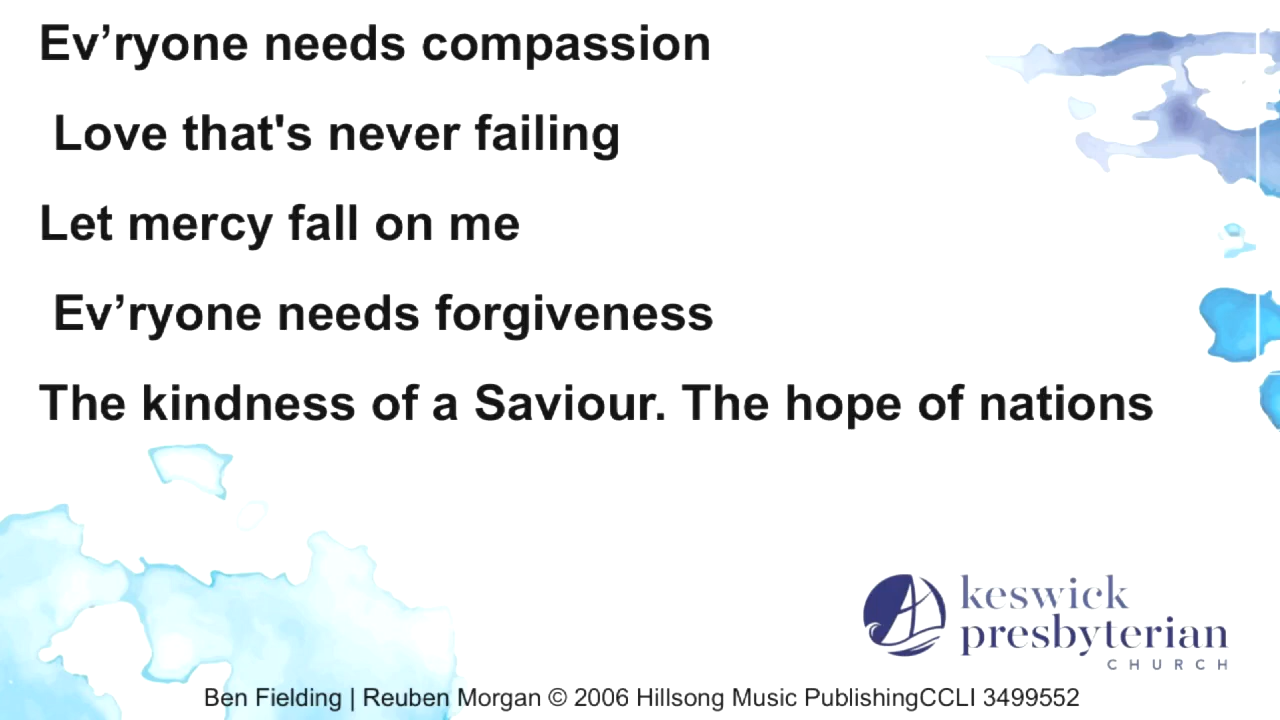 Ev’ryone needs compassion
Love that's never failing
Let mercy fall on me
Ev’ryone needs forgiveness
The kindness of a Saviour. The hope of nations
keswick
presbyterian
CHURCH
Ben Fielding | Reuben Morgan © 2006 Hillsong Music PublishingCCLI 3499552